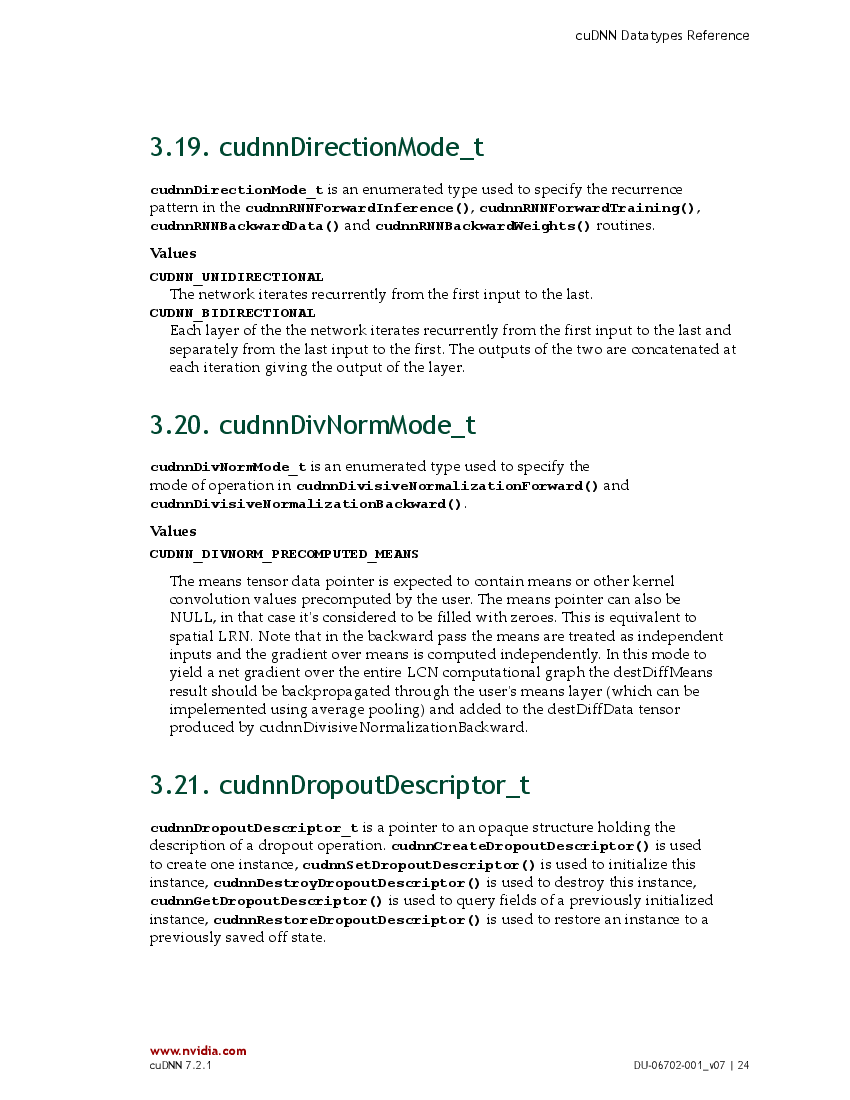 cuDNN Datatypes Reference
3.19. cudnnDirectionMode_t
cudnnDirectionMode_t is an enumerated type used to specify the recurrence
pattern in the cudnnRNNForwardInference(), cudnnRNNForwardTraining(),
cudnnRNNBackwardData() and cudnnRNNBackwardWeights() routines.
Values
CUDNN_UNIDIRECTIONAL
The network iterates recurrently from the first input to the last.
CUDNN_BIDIRECTIONAL
Each layer of the the network iterates recurrently from the first input to the last and
separately from the last input to the first. The outputs of the two are concatenated at
each iteration giving the output of the layer.
3.20. cudnnDivNormMode_t
cudnnDivNormMode_t is an enumerated type used to specify the
mode of operation in cudnnDivisiveNormalizationForward() and
cudnnDivisiveNormalizationBackward().
Values
CUDNN_DIVNORM_PRECOMPUTED_MEANS
The means tensor data pointer is expected to contain means or other kernel
convolution values precomputed by the user. The means pointer can also be
NULL, in that case it's considered to be filled with zeroes. This is equivalent to
spatial LRN. Note that in the backward pass the means are treated as independent
inputs and the gradient over means is computed independently. In this mode to
yield a net gradient over the entire LCN computational graph the destDiffMeans
result should be backpropagated through the user's means layer (which can be
impelemented using average pooling) and added to the destDiffData tensor
produced by cudnnDivisiveNormalizationBackward.
3.21. cudnnDropoutDescriptor_t
cudnnDropoutDescriptor_t is a pointer to an opaque structure holding the
description of a dropout operation. cudnnCreateDropoutDescriptor() is used
to create one instance, cudnnSetDropoutDescriptor() is used to initialize this
instance, cudnnDestroyDropoutDescriptor() is used to destroy this instance,
cudnnGetDropoutDescriptor() is used to query fields of a previously initialized
instance, cudnnRestoreDropoutDescriptor() is used to restore an instance to a
previously saved off state.
www.nvidia.com
cuDNN 7.2.1
DU-06702-001_v07 | 24